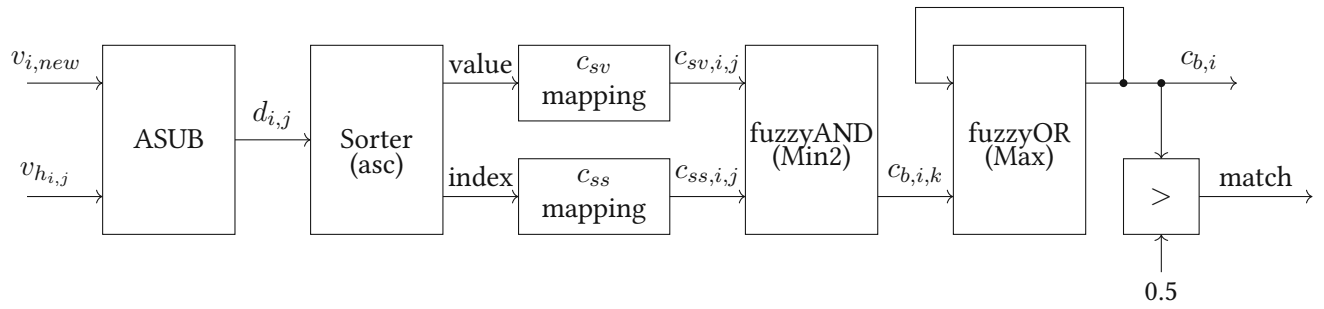 v_{i,new}
v_{h_{i,j}}
ASUB
d_{i,j}
Sorter
(asc)
value
index
c_{sv}
mapping
c_{ss}
mapping
c_{sv,i,j}
c_{ss,i,j}
fuzzyAND
(Min2)
c_{b,i,k}
fuzzyOR
(Max)
c_{b,i}
>
match
0.5